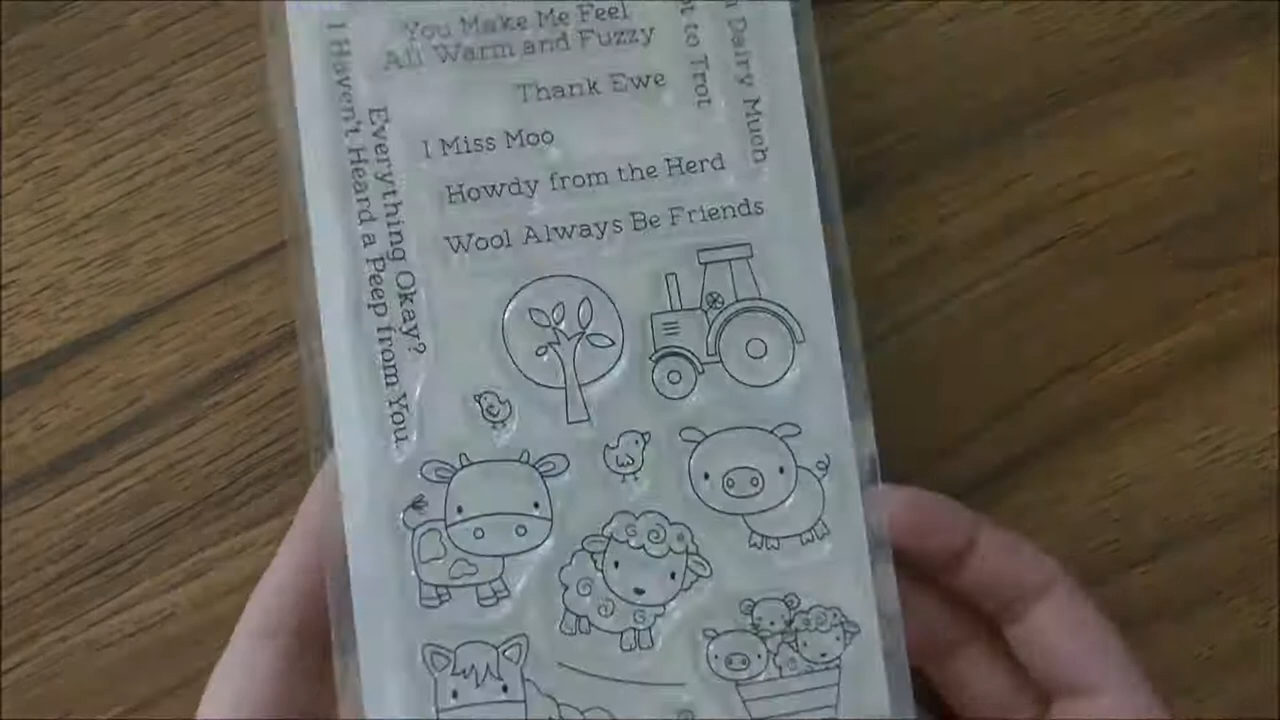 You Make Me Feel
All Warm and Fuzzy
Thank Ewe
I Miss Moo
Howdy from the Herd
Wool Always Be Friends
Everything Okay?
I Haven't Heard a Peep from You.
to Trot
Dairy Much